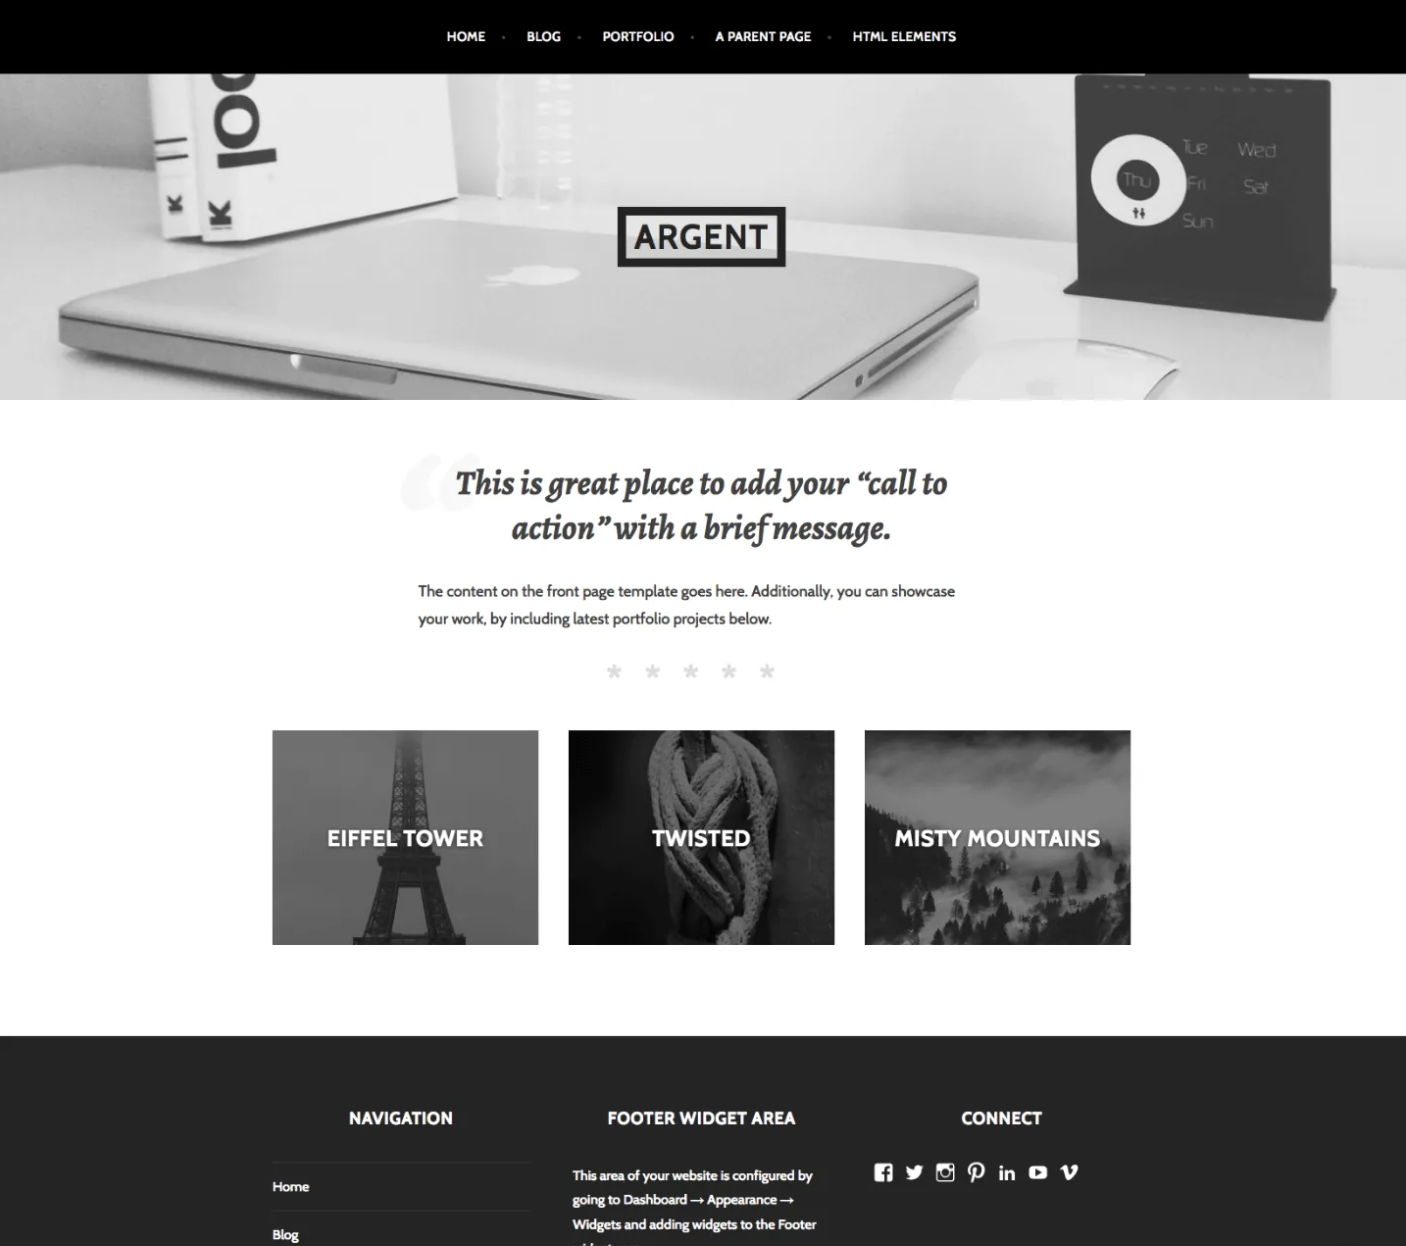 HOME BLOG PORTFOLIO A PARENT PAGE HTML ELEMENTS
loo
K K
Tue Wed
Thu Fri Sat
Sun
ARGENT
“This is great place to add your “call to
action” with a brief message.
The content on the front page template goes here. Additionally, you can showcase
your work, by including latest portfolio projects below.
* * * * *
EIFFEL TOWER
TWISTED
MISTY MOUNTAINS
NAVIGATION
Home
Blog
FOOTER WIDGET AREA
This area of your website is configured by
going to Dashboard → Appearance →
Widgets and adding widgets to the Footer
CONNECT